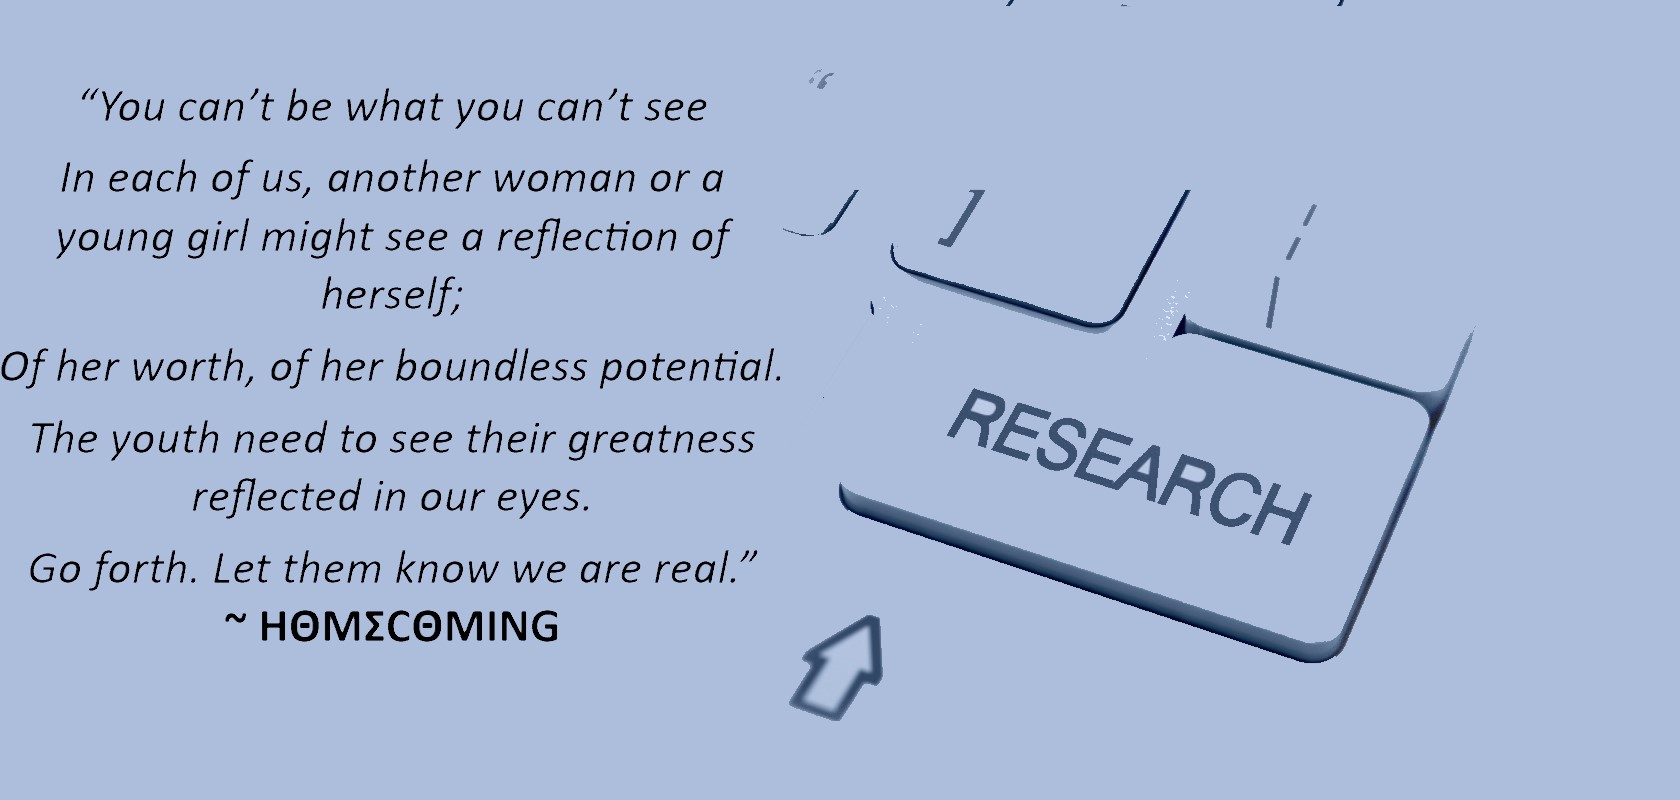 “You can’t be what you can’t see
In each of us, another woman or a
young girl might see a reflection of
herself;
Of her worth, of her boundless potential.
The youth need to see their greatness
reflected in our eyes.
Go forth. Let them know we are real.”
~ HΘMΣCΘMING
“
]
RESEARCH